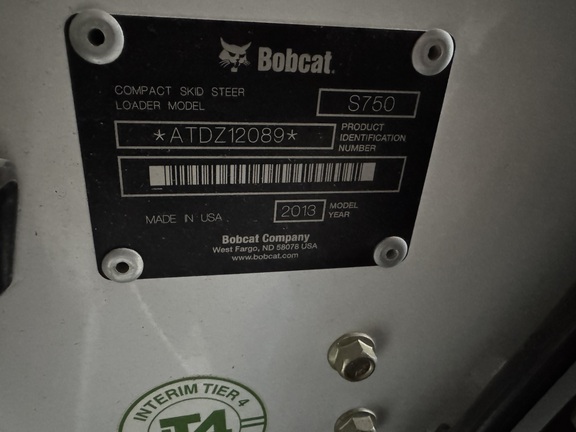 Bobcat.
COMPACT SKID STEER
LOADER MODEL
S750
*ATDZ12089*
PRODUCT
IDENTIFICATION
NUMBER
MADE IN USA
2013
MODEL
YEAR
Bobcat Company
West Fargo, ND 58078 USA
www.bobcat.com
INTERIM TIER 4
iT4